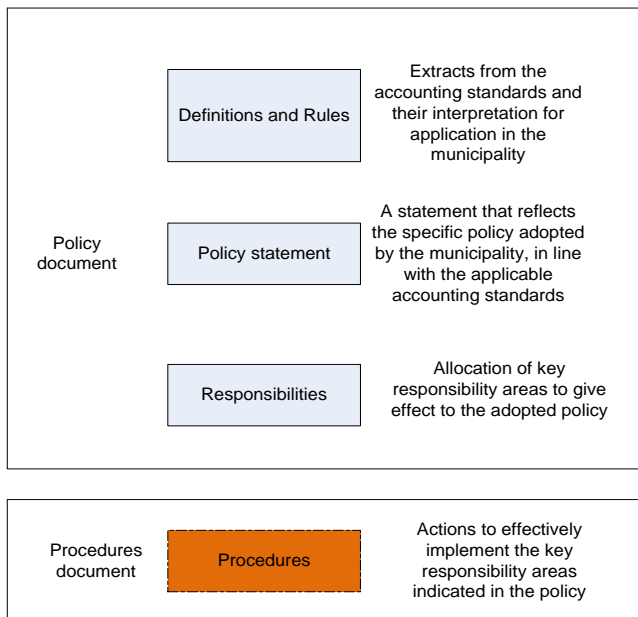 Definitions and Rules
Extracts from the
accounting standards and
their interpretation for
application in the
municipality
Policy
document
Policy statement
A statement that reflects
the specific policy adopted
by the municipality, in line
with the applicable
accounting standards
Responsibilities
Allocation of key
responsibility areas to give
effect to the adopted policy
Procedures
document
Procedures
Actions to effectively
implement the key
responsibility areas
indicated in the policy